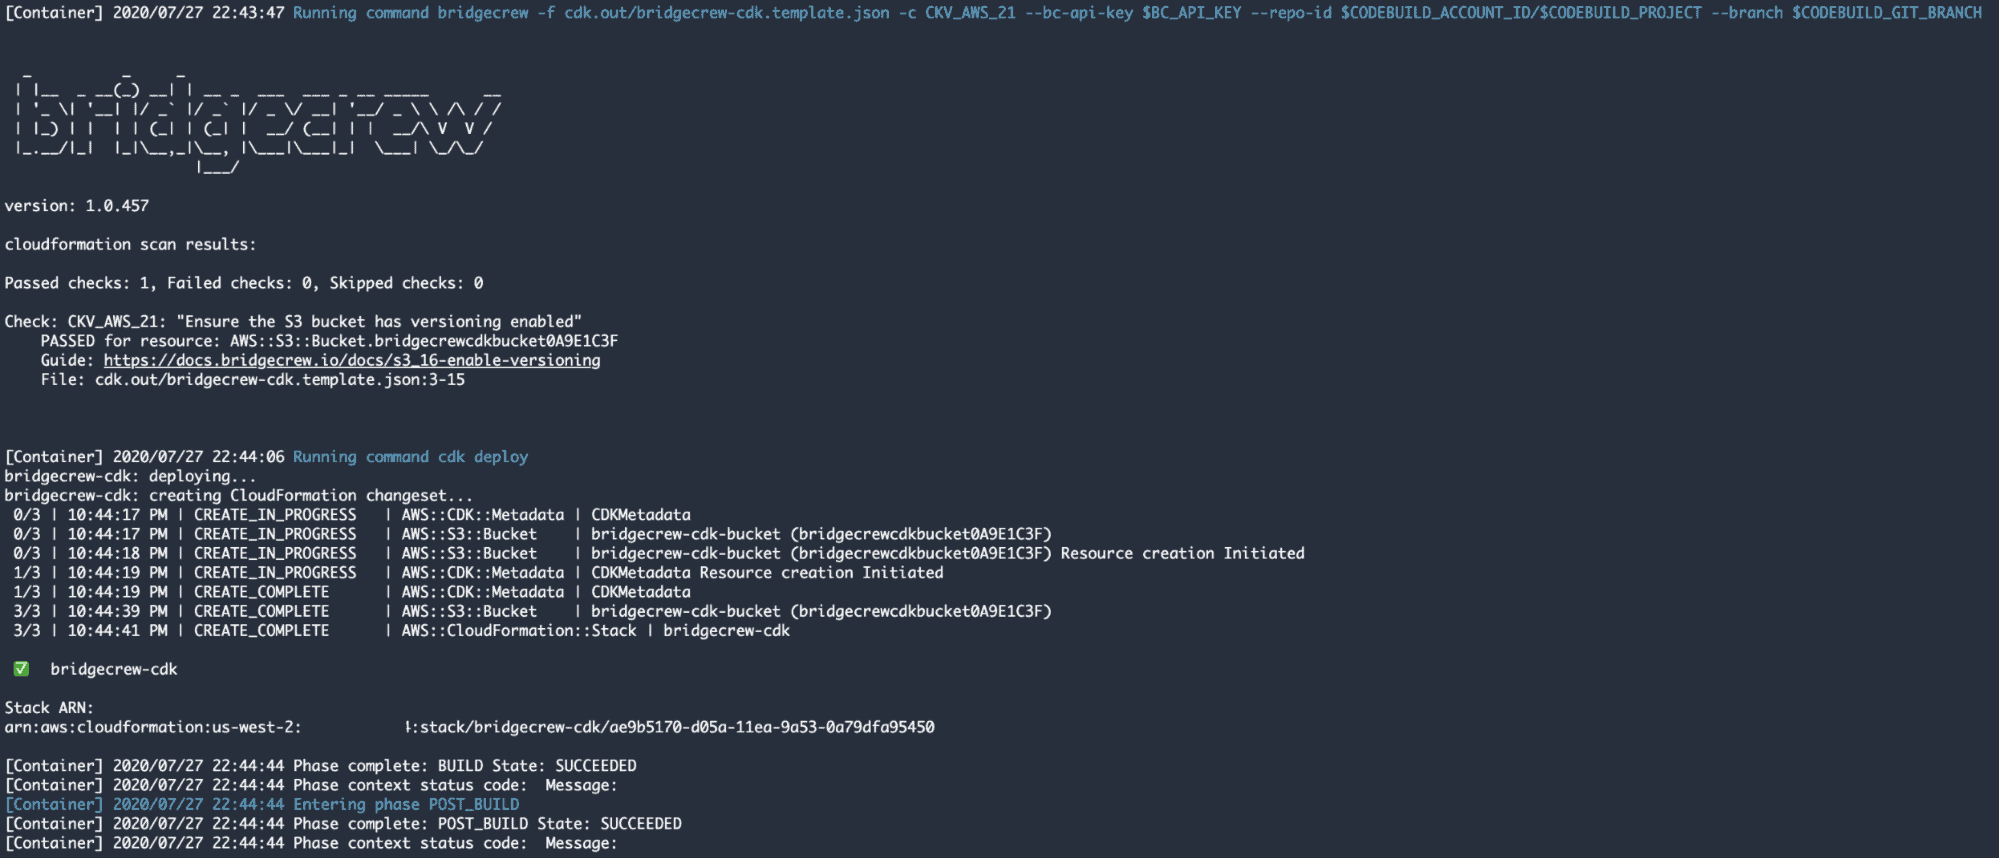 [Container] 2020/07/27 22:43:47 Running command bridgecrew -f cdk.out/bridgecrew-cdk.template.json -c CKV_AWS_21 --bc-api-key $BC_API_KEY --repo-id $CODEBUILD_ACCOUNT_ID/$CODEBUILD_PROJECT --branch $CODEBUILD_GIT_BRANCH
bridgecrew
version: 1.0.457
cloudformation scan results:
Passed checks: 1, Failed checks: 0, Skipped checks: 0
Check: CKV_AWS_21: "Ensure the S3 bucket has versioning enabled"
PASSED for resource: AWS::S3::Bucket.bridgecrewcdkbucket0A9E1C3F
Guide: https://docs.bridgecrew.io/docs/s3_16-enable-versioning
File: cdk.out/bridgecrew-cdk.template.json:3-15
[Container] 2020/07/27 22:44:06 Running command cdk deploy
bridgecrew-cdk: deploying...
bridgecrew-cdk: creating CloudFormation changeset...
0/3 | 10:44:17 PM | CREATE_IN_PROGRESS | AWS::CDK::Metadata | CDKMetadata
0/3 | 10:44:17 PM | CREATE_IN_PROGRESS | AWS::S3::Bucket | bridgecrew-cdk-bucket (bridgecrewcdkbucket0A9E1C3F)
0/3 | 10:44:18 PM | CREATE_IN_PROGRESS | AWS::S3::Bucket | bridgecrew-cdk-bucket (bridgecrewcdkbucket0A9E1C3F) Resource creation Initiated
1/3 | 10:44:19 PM | CREATE_IN_PROGRESS | AWS::CDK::Metadata | CDKMetadata Resource creation Initiated
1/3 | 10:44:19 PM | CREATE_COMPLETE | AWS::CDK::Metadata | CDKMetadata
3/3 | 10:44:39 PM | CREATE_COMPLETE | AWS::S3::Bucket | bridgecrew-cdk-bucket (bridgecrewcdkbucket0A9E1C3F)
3/3 | 10:44:41 PM | CREATE_COMPLETE | AWS::CloudFormation::Stack | bridgecrew-cdk
✅ bridgecrew-cdk
Stack ARN:
arn:aws:cloudformation:us-west-2: :stack/bridgecrew-cdk/ae9b5170-d05a-11ea-9a53-0a79dfa95450
[Container] 2020/07/27 22:44:44 Phase complete: BUILD State: SUCCEEDED
[Container] 2020/07/27 22:44:44 Phase context status code: Message:
[Container] 2020/07/27 22:44:44 Entering phase POST_BUILD
[Container] 2020/07/27 22:44:44 Phase complete: POST_BUILD State: SUCCEEDED
[Container] 2020/07/27 22:44:44 Phase context status code: Message: